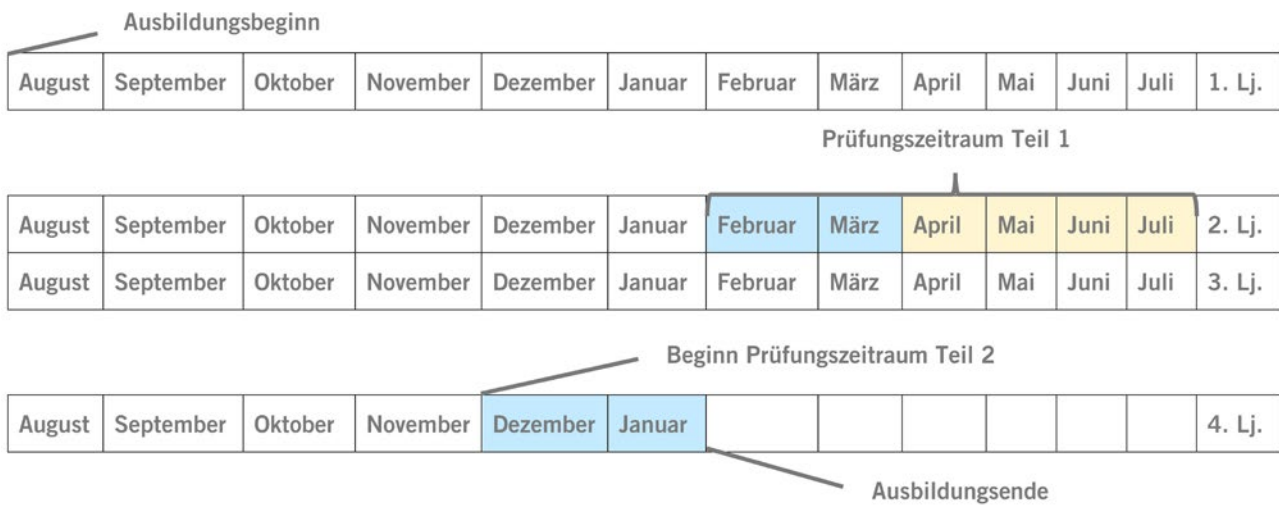 Ausbildungsbeginn
August September Oktober November Dezember Januar Februar März April Mai Juni Juli 1. Lj.
Prüfungszeitraum Teil 1
August September Oktober November Dezember Januar Februar März April Mai Juni Juli 2. Lj.
August September Oktober November Dezember Januar Februar März April Mai Juni Juli 3. Lj.
Beginn Prüfungszeitraum Teil 2
August September Oktober November Dezember Januar 4. Lj.
Ausbildungsende